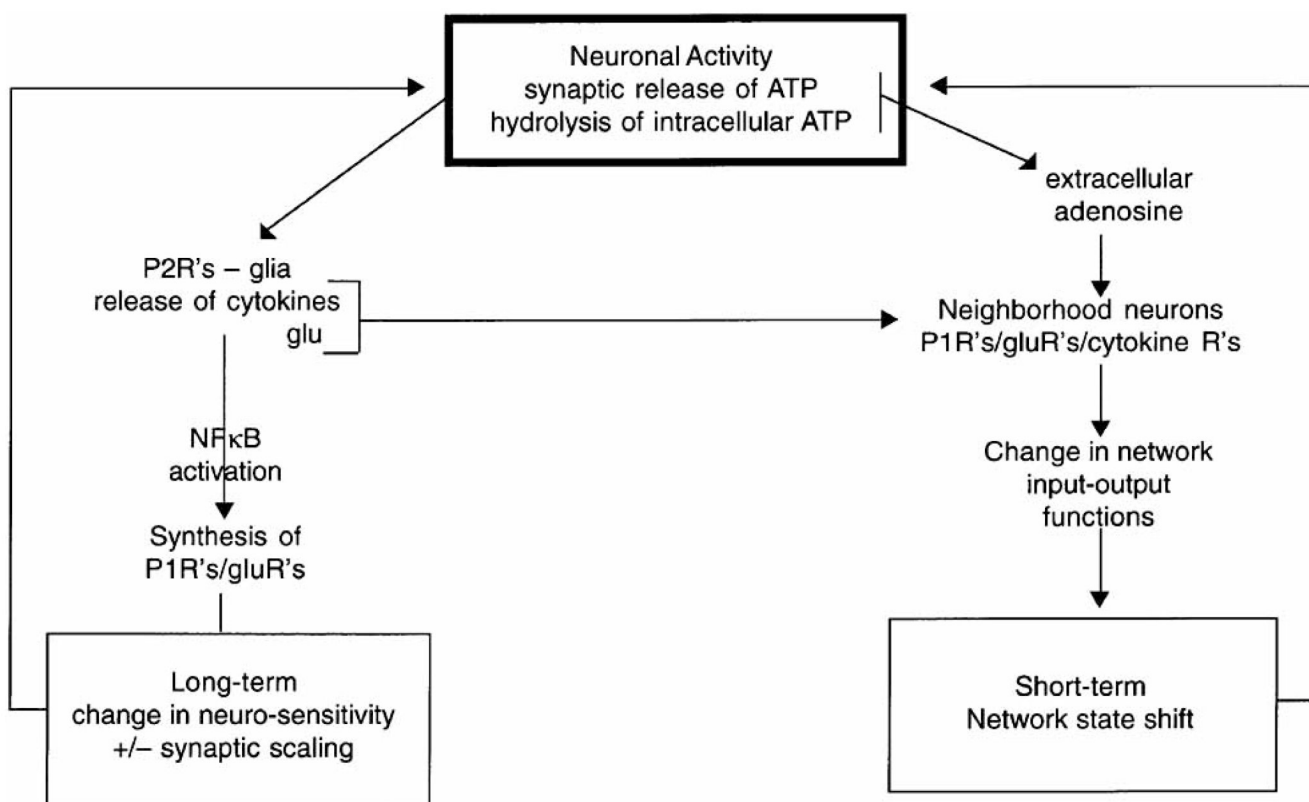 Neuronal Activity
synaptic release of ATP
hydrolysis of intracellular ATP
extracellular
adenosine
P2R's – glia
release of cytokines
glu
Neighborhood neurons
P1R's/gluR's/cytokine R's
NFκB
activation
Change in network
input-output
functions
Synthesis of
P1R's/gluR's
Long-term
change in neuro-sensitivity
+/– synaptic scaling
Short-term
Network state shift